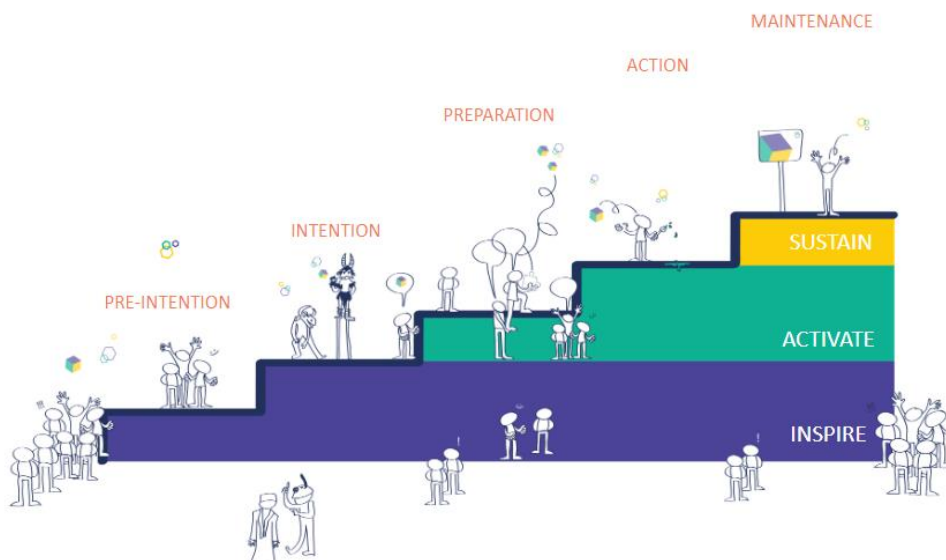 MAINTENANCE
ACTION
PREPARATION
INTENTION
PRE-INTENTION
SUSTAIN
ACTIVATE
INSPIRE